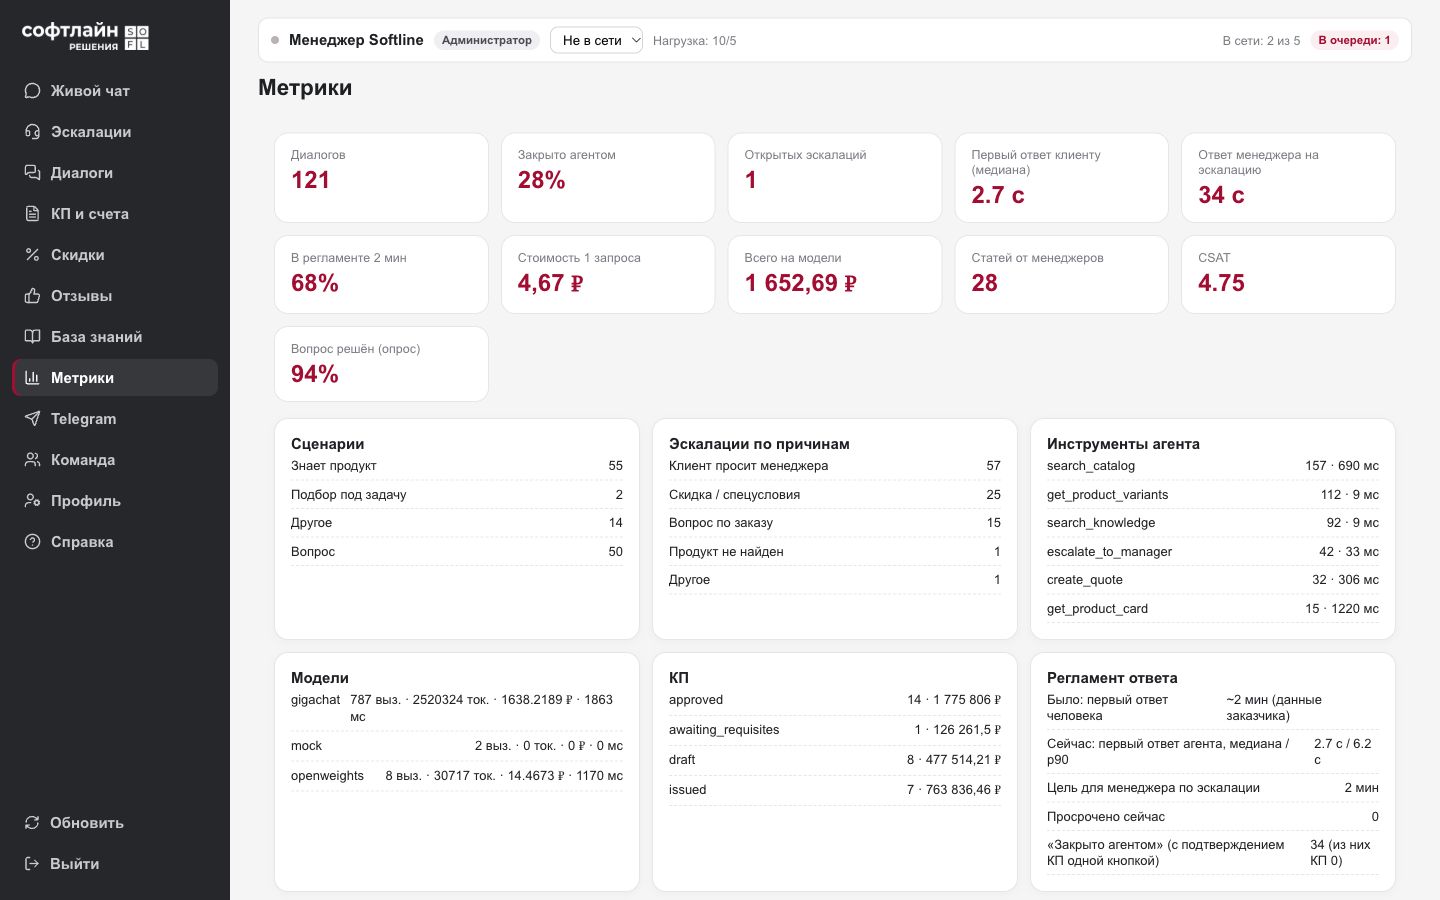 софтлайн
РЕШЕНИЯ
SO
FL
Живой чат
Эскалации
Диалоги
КП и счета
Скидки
Отзывы
База знаний
Метрики
Telegram
Команда
Профиль
Справка
Обновить
Выйти
Менеджер Softline Администратор Не в сети Нагрузка: 10/5 В сети: 2 из 5 В очереди: 1
Метрики
Диалогов
121
Закрыто агентом
28%
Открытых эскалаций
1
Первый ответ клиенту
(медиана)
2.7 с
Ответ менеджера на
эскалацию
34 с
В регламенте 2 мин
68%
Стоимость 1 запроса
4,67 ₽
Всего на модели
1 652,69 ₽
Статей от менеджеров
28
CSAT
4.75
Вопрос решён (опрос)
94%
Сценарии
Знает продукт 55
Подбор под задачу 2
Другое 14
Вопрос 50
Эскалации по причинам
Клиент просит менеджера 57
Скидка / спецусловия 25
Вопрос по заказу 15
Продукт не найден 1
Другое 1
Инструменты агента
search_catalog 157 · 690 мс
get_product_variants 112 · 9 мс
search_knowledge 92 · 9 мс
escalate_to_manager 42 · 33 мс
create_quote 32 · 306 мс
get_product_card 15 · 1220 мс
Модели
gigachat 787 выз. · 2520324 ток. · 1638.2189 ₽ · 1863
мс
mock 2 выз. · 0 ток. · 0 ₽ · 0 мс
openweights 8 выз. · 30717 ток. · 14.4673 ₽ · 1170 мс
КП
approved 14 · 1 775 806 ₽
awaiting_requisites 1 · 126 261,5 ₽
draft 8 · 477 514,21 ₽
issued 7 · 763 836,46 ₽
Регламент ответа
Было: первый ответ ~2 мин (данные
человека заказчика)
Сейчас: первый ответ агента, медиана / 2.7 с / 6.2
p90 с
Цель для менеджера по эскалации 2 мин
Просрочено сейчас 0
«Закрыто агентом» (с подтверждением 34 (из них
КП одной кнопкой) КП 0)